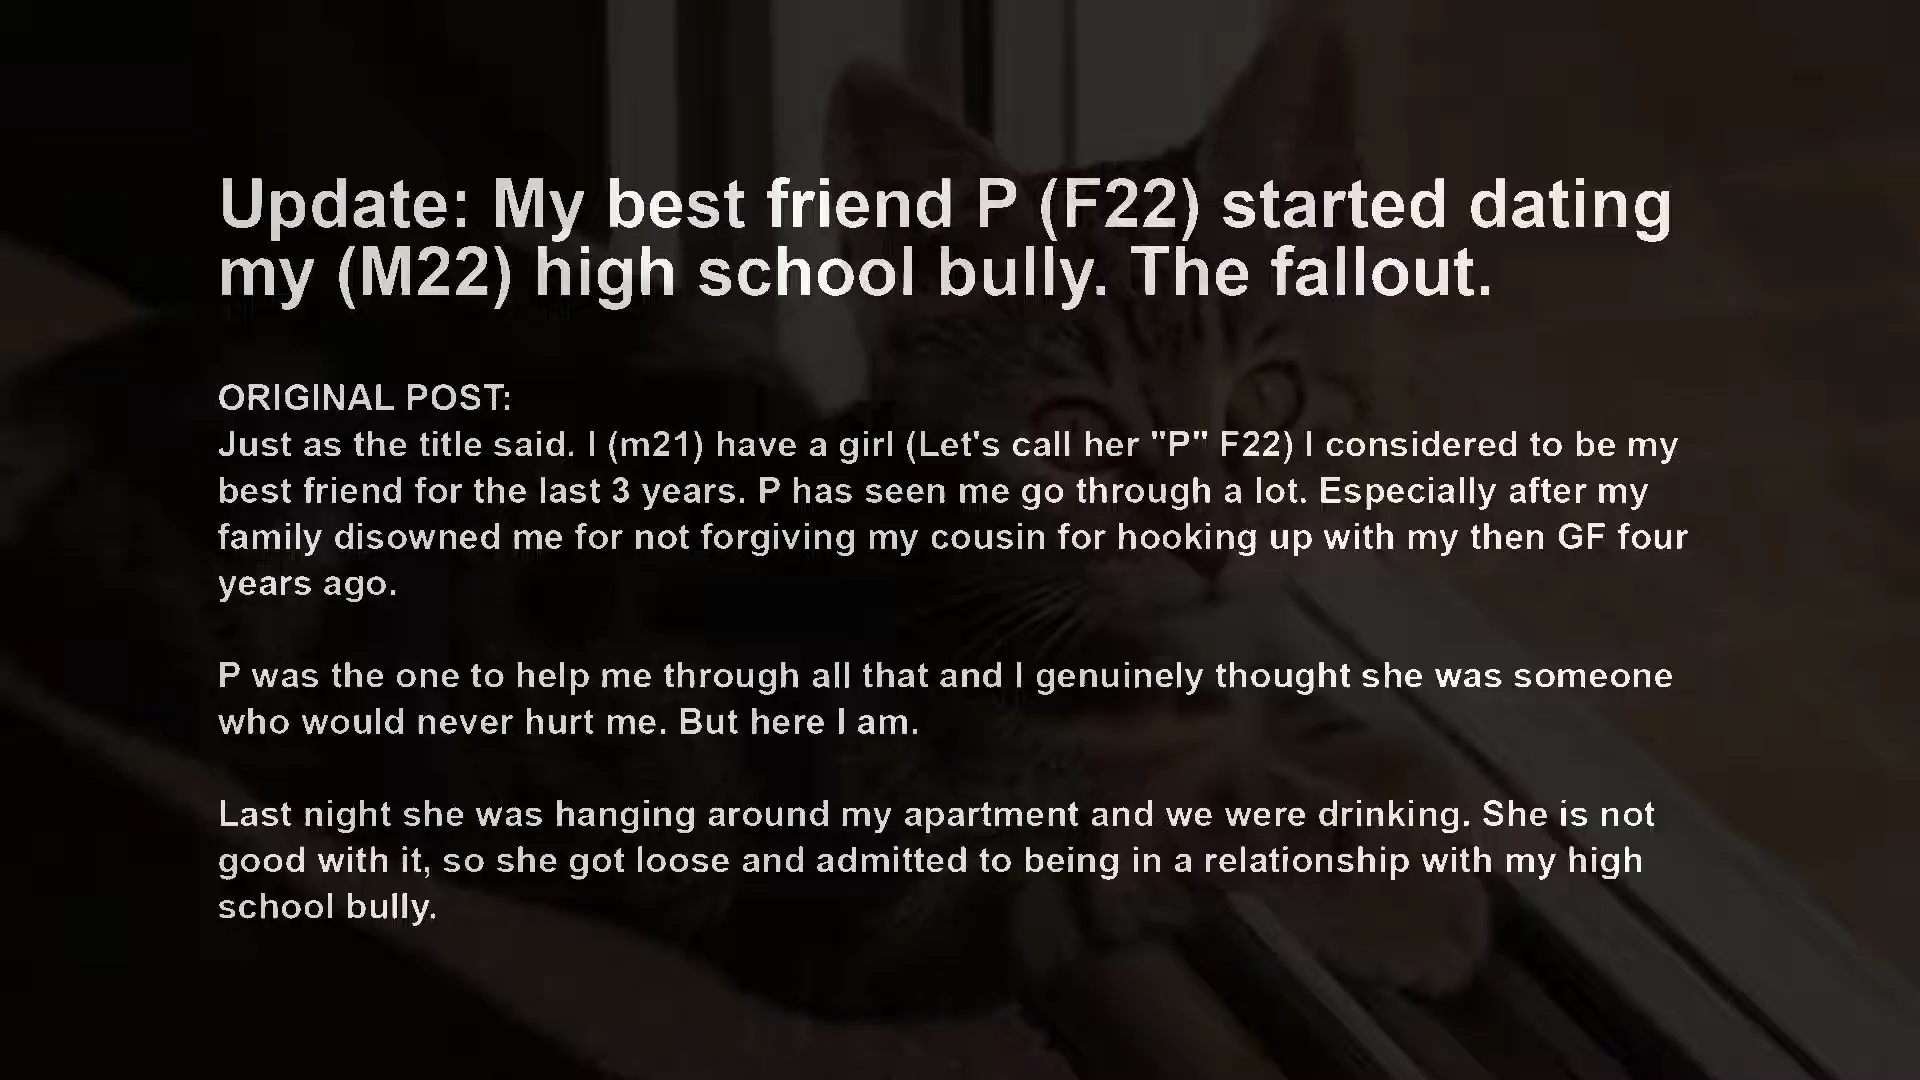 Update: My best friend P (F22) started dating
my (M22) high school bully. The fallout.
ORIGINAL POST:
Just as the title said. I (m21) have a girl (Let's call her "P" F22) I considered to be my
best friend for the last 3 years. P has seen me go through a lot. Especially after my
family disowned me for not forgiving my cousin for hooking up with my then GF four
years ago.
P was the one to help me through all that and I genuinely thought she was someone
who would never hurt me. But here I am.
Last night she was hanging around my apartment and we were drinking. She is not
good with it, so she got loose and admitted to being in a relationship with my high
school bully.